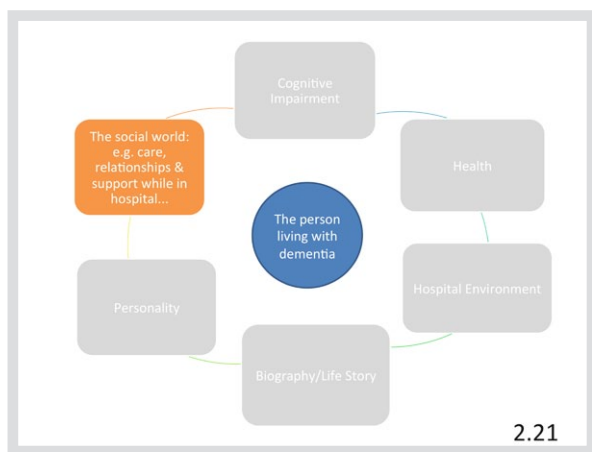 Cognitive
Impairment
The social world:
e.g. care,
relationships &
support while in
hospital...
Health
The person
living with
dementia
Hospital Environment
Personality
Biography/Life Story
2.21